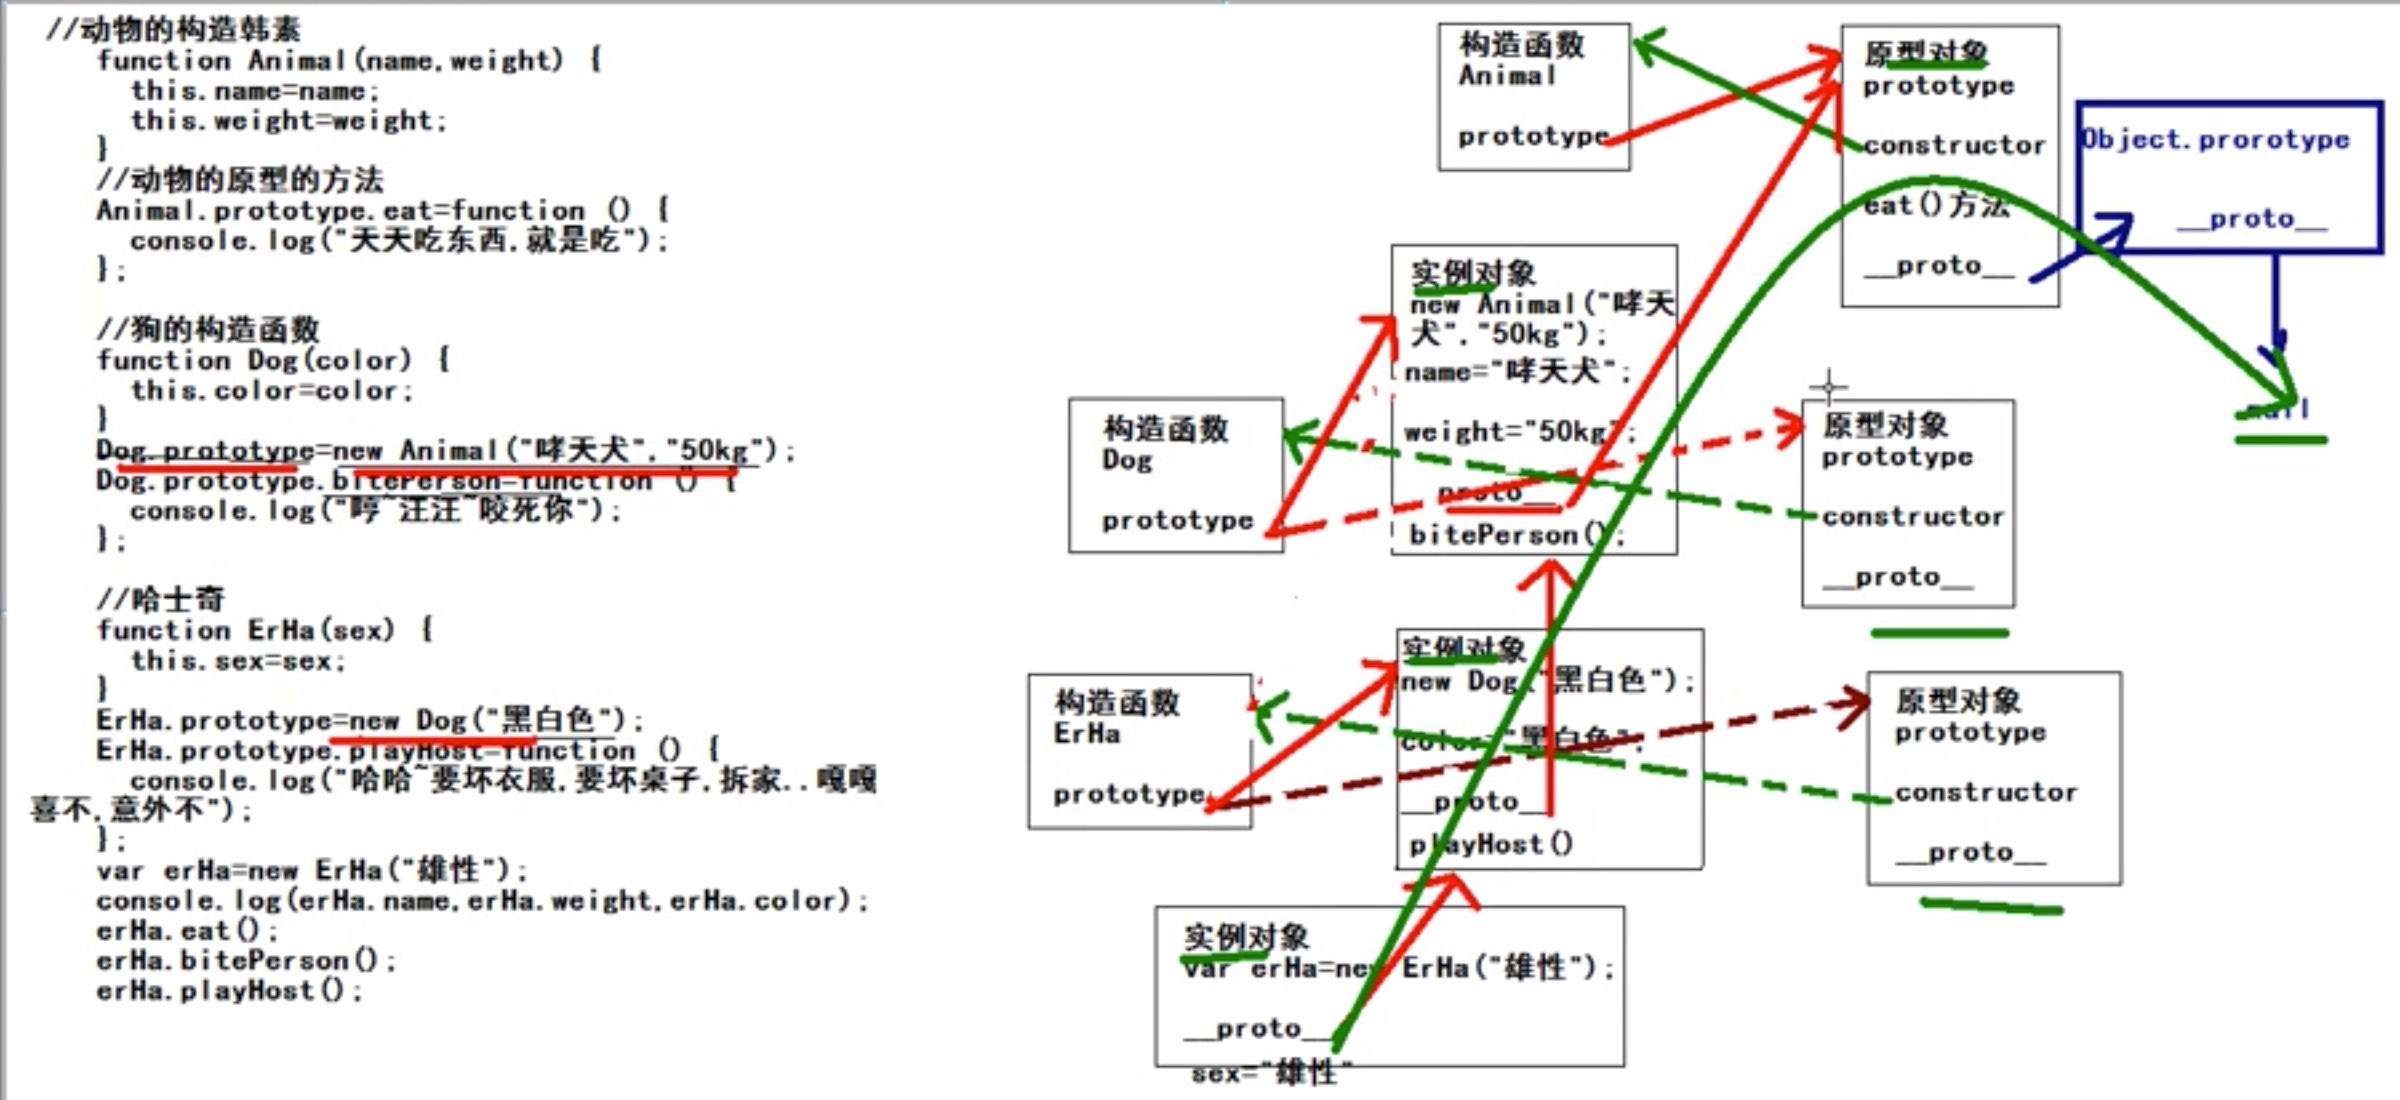 //动物的构造韩素
function Animal(name,weight) {
this.name=name;
this.weight=weight;
}
//动物的原型的方法
Animal.prototype.eat=function () {
console.log("天天吃东西,就是吃");
};
//狗的构造函数
function Dog(color) {
this.color=color;
}
Dog.prototype=new Animal("哮天犬","50kg");
Dog.prototype.bitePerson=function () {
console.log("哼~汪汪~咬死你");
};
//哈士奇
function ErHa(sex) {
this.sex=sex;
}
ErHa.prototype=new Dog("黑白色");
ErHa.prototype.playHost=function () {
console.log("哈哈~要坏衣服,要坏桌子,拆家..嘎嘎
喜不,意外不");
};
var erHa=new ErHa("雄性");
console.log(erHa.name,erHa.weight,erHa.color);
erHa.eat();
erHa.bitePerson();
erHa.playHost();
构造函数
Animal
prototype
原型对象
prototype
constructor
eat()方法
__proto__
Object.prorotype
__proto__
null
实例对象
new Animal("哮天
犬","50kg");
name="哮天犬";
weight="50kg";
__proto__
bitePerson();
构造函数
Dog
prototype
原型对象
prototype
constructor
__proto__
构造函数
ErHa
prototype
实例对象
new Dog("黑白色");
color="黑白色";
__proto__
playHost()
原型对象
prototype
constructor
__proto__
实例对象
var erHa=new ErHa("雄性");
__proto__
sex="雄性"